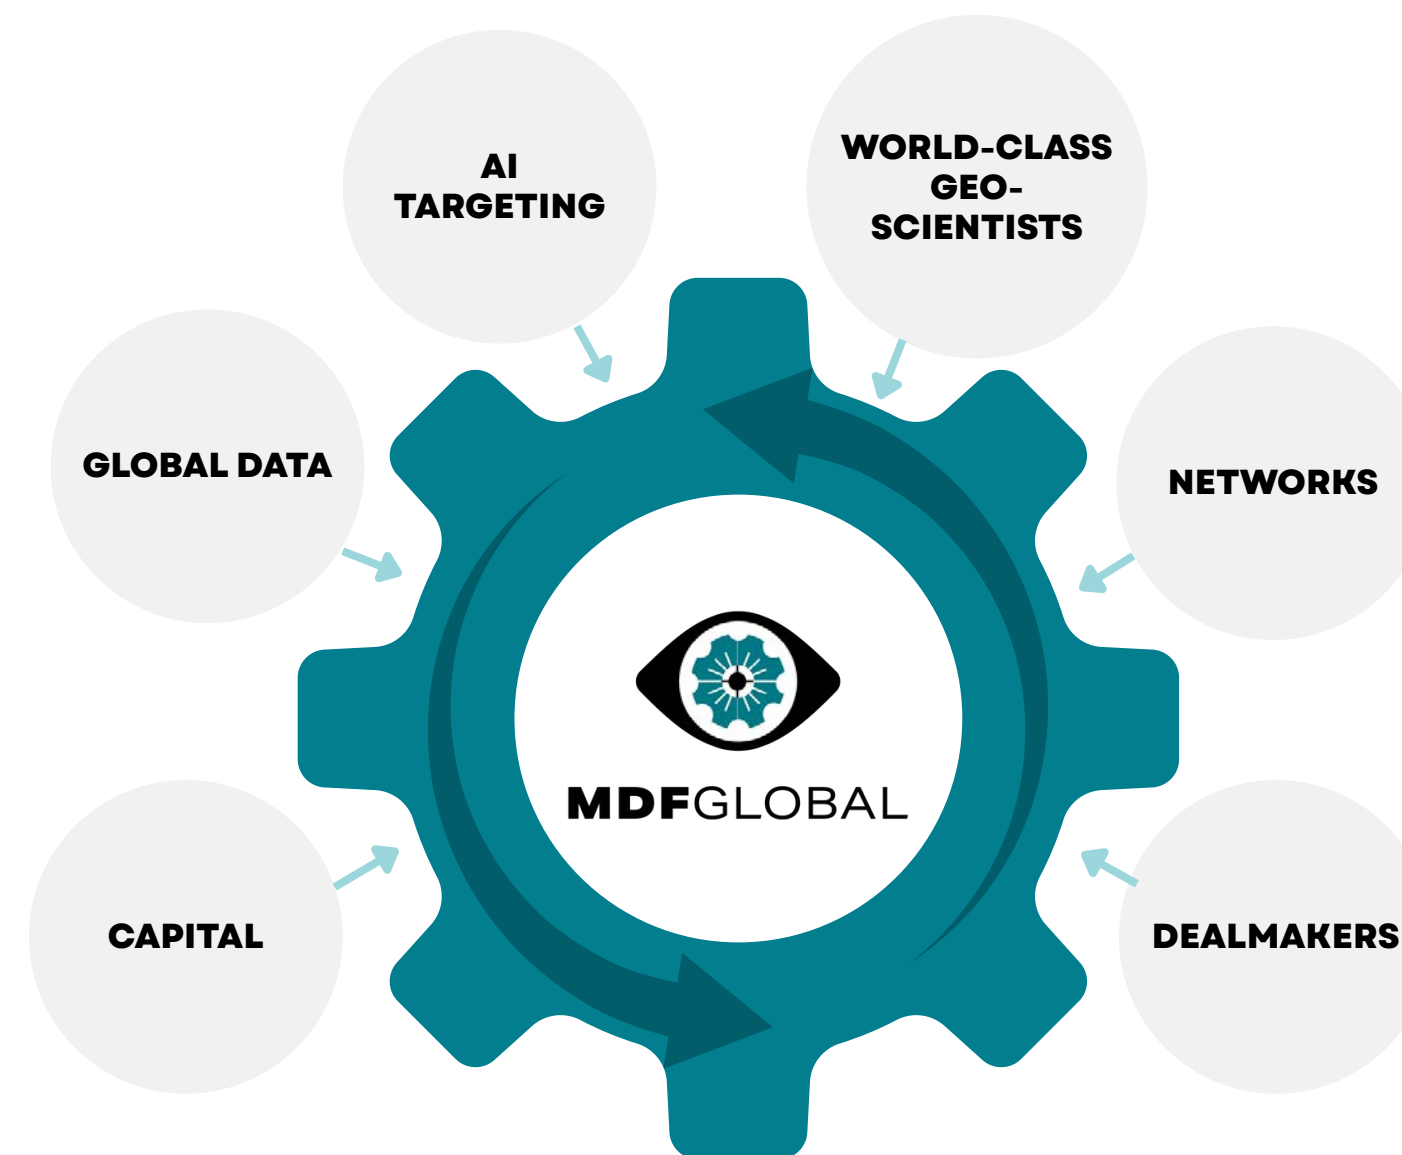 AI
TARGETING
WORLD-CLASS
GEO-
SCIENTISTS
GLOBAL DATA
NETWORKS
MDFGLOBAL
CAPITAL
DEALMAKERS